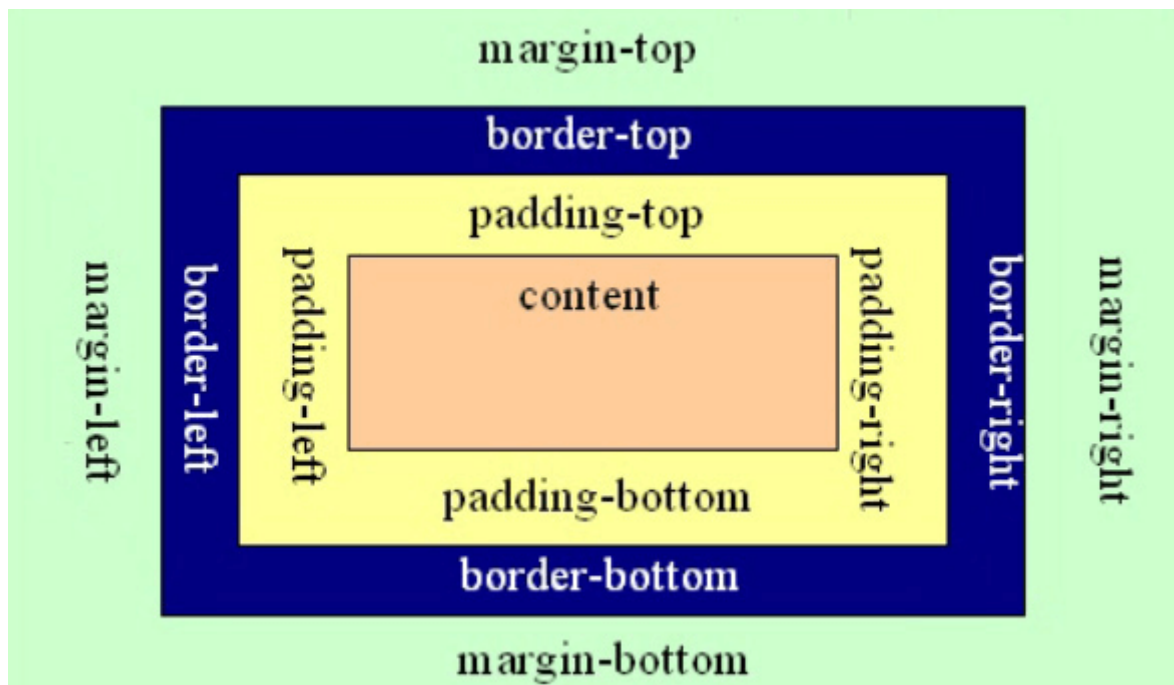 margin-top
border-top
padding-top
margin-left
border-left
padding-left
content
padding-right
border-right
margin-right
padding-bottom
border-bottom
margin-bottom